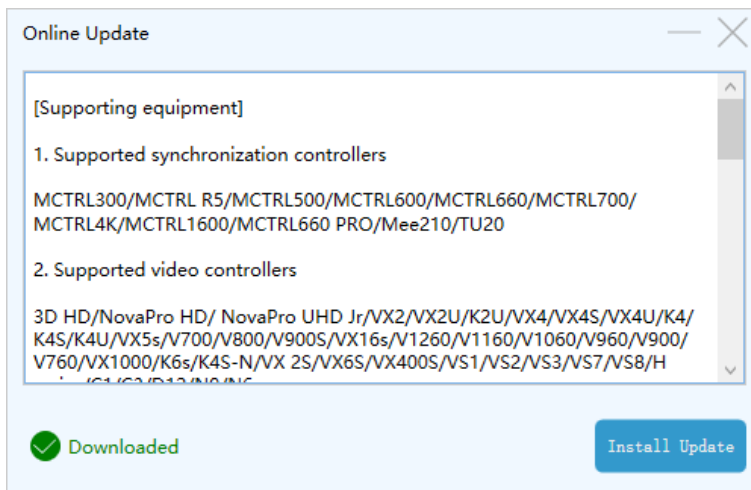 Online Update
[Supporting equipment]
1. Supported synchronization controllers
MCTRL300/MCTRL R5/MCTRL500/MCTRL600/MCTRL660/MCTRL700/
MCTRL4K/MCTRL1600/MCTRL660 PRO/Mee210/TU20
2. Supported video controllers
3D HD/NovaPro HD/ NovaPro UHD Jr/VX2/VX2U/K2U/VX4/VX4S/VX4U/K4/
K4S/K4U/VX5s/V700/V800/V900S/VX16s/V1260/V1160/V1060/V960/V900/
V760/VX1000/K6s/K4S-N/VX 2S/VX6S/VX400S/VS1/VS2/VS3/VS7/VS8/H
Downloaded
Install Update